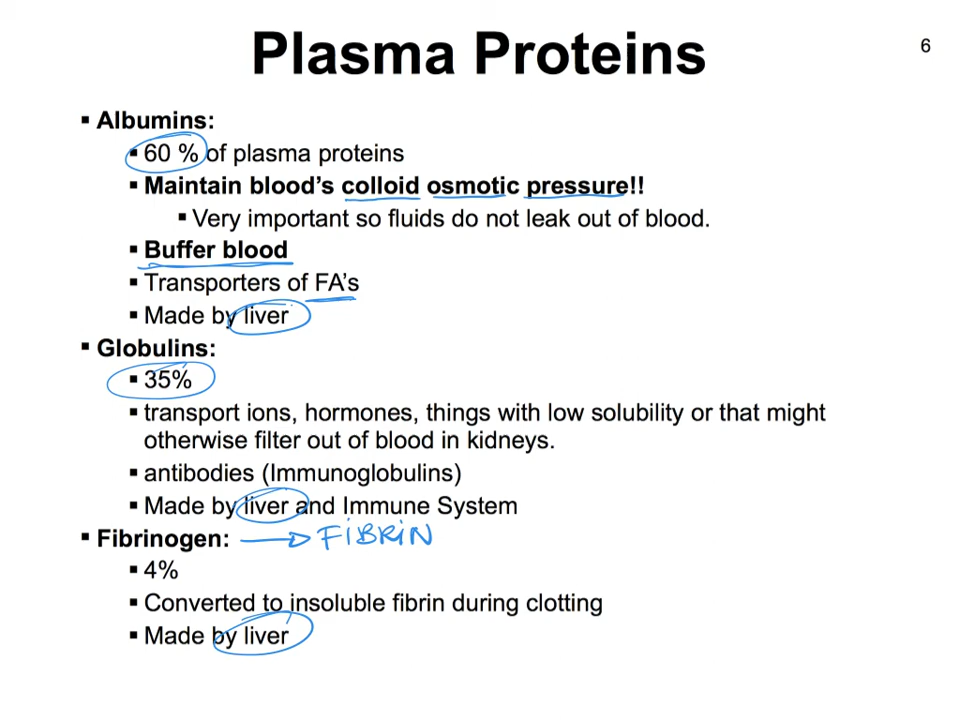 Plasma Proteins
6
▪ Albumins:
▪ 60 % of plasma proteins
▪ Maintain blood's colloid osmotic pressure!!
▪ Very important so fluids do not leak out of blood.
▪ Buffer blood
▪ Transporters of FA's
▪ Made by liver
▪ Globulins:
▪ 35%
▪ transport ions, hormones, things with low solubility or that might
otherwise filter out of blood in kidneys.
▪ antibodies (Immunoglobulins)
▪ Made by liver and Immune System
▪ Fibrinogen: → FIBRIN
▪ 4%
▪ Converted to insoluble fibrin during clotting
▪ Made by liver